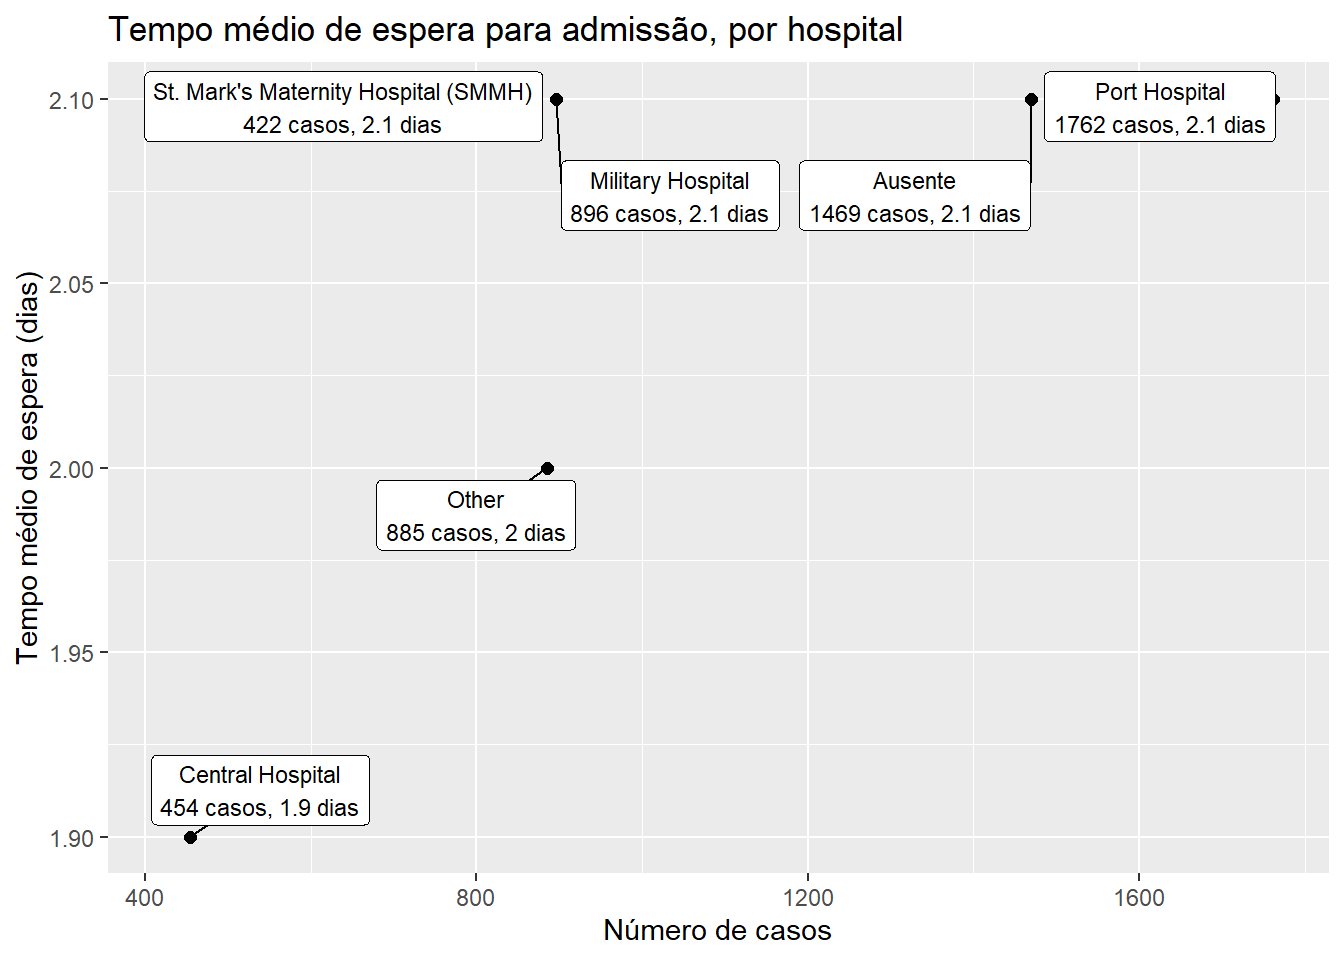 Tempo médio de espera para admissão, por hospital
St. Mark's Maternity Hospital (SMMH)
422 casos, 2.1 dias
Port Hospital
1762 casos, 2.1 dias
Military Hospital
896 casos, 2.1 dias
Ausente
1469 casos, 2.1 dias
Other
885 casos, 2 dias
Central Hospital
454 casos, 1.9 dias
2.10
2.05
2.00
1.95
1.90
Tempo médio de espera (dias)
400
800
1200
1600
Número de casos